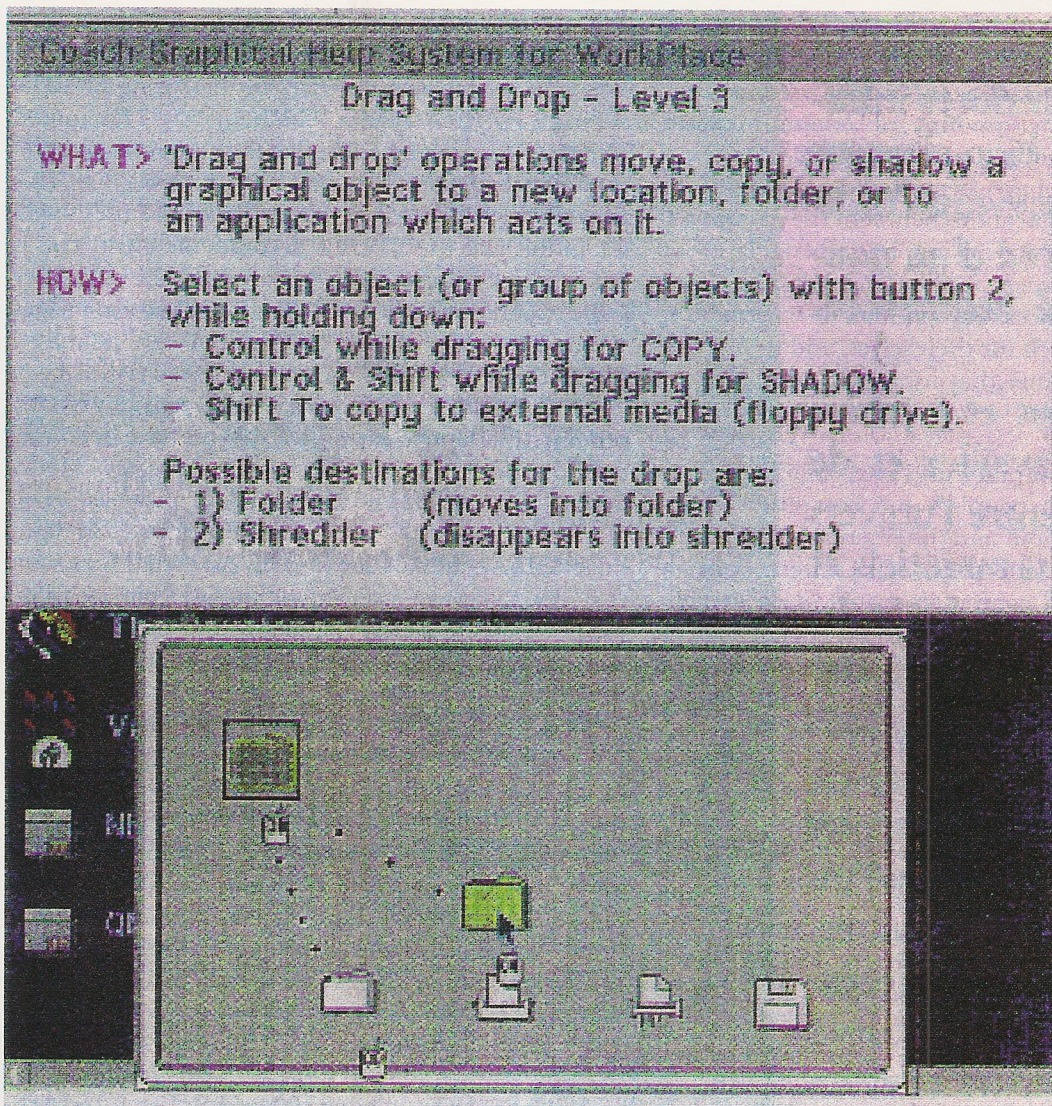 Coach Graphical Help System for WorkPlace
Drag and Drop - Level 3
WHAT> 'Drag and drop' operations move, copy, or shadow a
graphical object to a new location, folder, or to
an application which acts on it.
HOW> Select an object (or group of objects) with button 2,
while holding down:
- Control while dragging for COPY.
- Control & Shift while dragging for SHADOW.
- Shift To copy to external media (floppy drive).
Possible destinations for the drop are:
- 1) Folder (moves into folder)
- 2) Shredder (disappears into shredder)